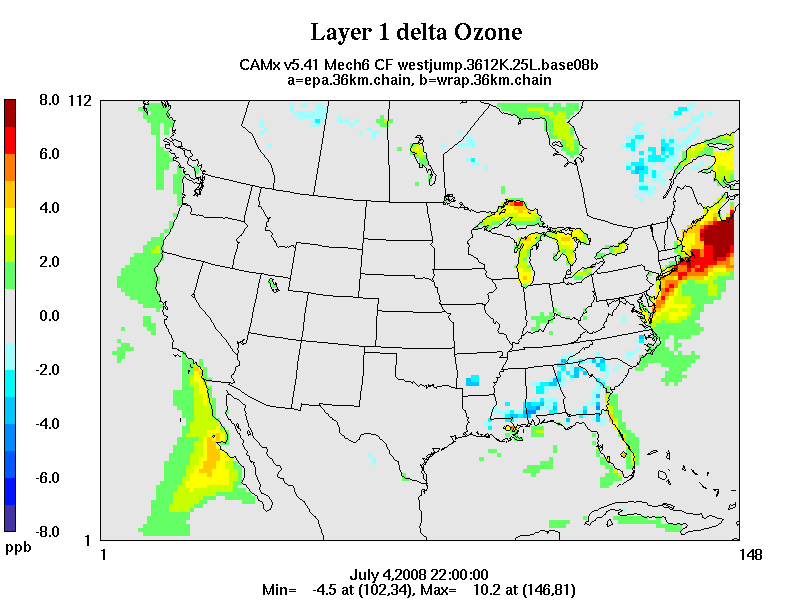 Layer 1 delta Ozone
CAMx v5.41 Mech6 CF westjump.3612K.25L.base08b
a=epa.36km.chain, b=wrap.36km.chain
8.0
6.0
4.0
2.0
0.0
-2.0
-4.0
-6.0
-8.0
ppb
112
1
1
148
July 4,2008 22:00:00
Min= -4.5 at (102,34), Max= 10.2 at (146,81)